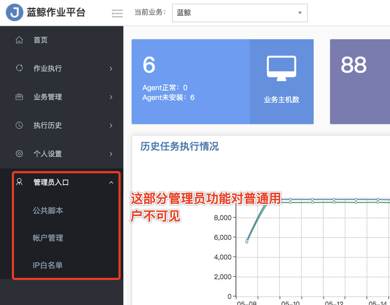 J 蓝鲸作业平台
当前业务： 蓝鲸
首页
作业执行
业务管理
执行历史
个人设置
管理员入口
公共脚本
帐户管理
IP白名单
6
Agent正常：0
Agent未安装：6
业务主机数
88
历史任务执行情况
这部分管理员功能对普通用
户不可见
8,000
6,000
4,000
2,000
0
05-08 05-09 05-10 05-1